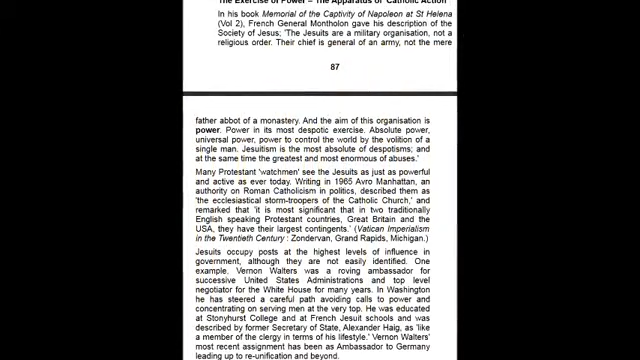 The Exercise of Power – The Apparatus of 'Catholic Action'
In his book Memorial of the Captivity of Napoleon at St Helena
(Vol 2), French General Montholon gave his description of the
Society of Jesus; 'The Jesuits are a military organisation, not a
religious order. Their chief is general of an army, not the mere
87
father abbot of a monastery. And the aim of this organisation is
power. Power in its most despotic exercise. Absolute power,
universal power, power to control the world by the volition of a
single man. Jesuitism is the most absolute of despotisms; and
at the same time the greatest and most enormous of abuses.'
Many Protestant 'watchmen' see the Jesuits as just as powerful
and active as ever today. Writing in 1965 Avro Manhattan, an
authority on Roman Catholicism in politics, described them as
'the ecclesiastical storm-troopers of the Catholic Church,' and
remarked that 'it is most significant that in two traditionally
English speaking Protestant countries, Great Britain and the
USA, they have their largest contingents.' (Vatican Imperialism
in the Twentieth Century : Zondervan, Grand Rapids, Michigan.)
Jesuits occupy posts at the highest levels of influence in
government, although they are not easily identified. One
example, Vernon Walters was a roving ambassador for
successive United States Administrations and top level
negotiator for the White House for many years. In Washington
he has steered a careful path avoiding calls to power and
concentrating on serving men at the very top. He was educated
at Stonyhurst College and at French Jesuit schools and was
described by former Secretary of State, Alexander Haig, as 'like
a member of the clergy in terms of his lifestyle.' Vernon Walters'
most recent assignment has been as Ambassador to Germany
leading up to re-unification and beyond.